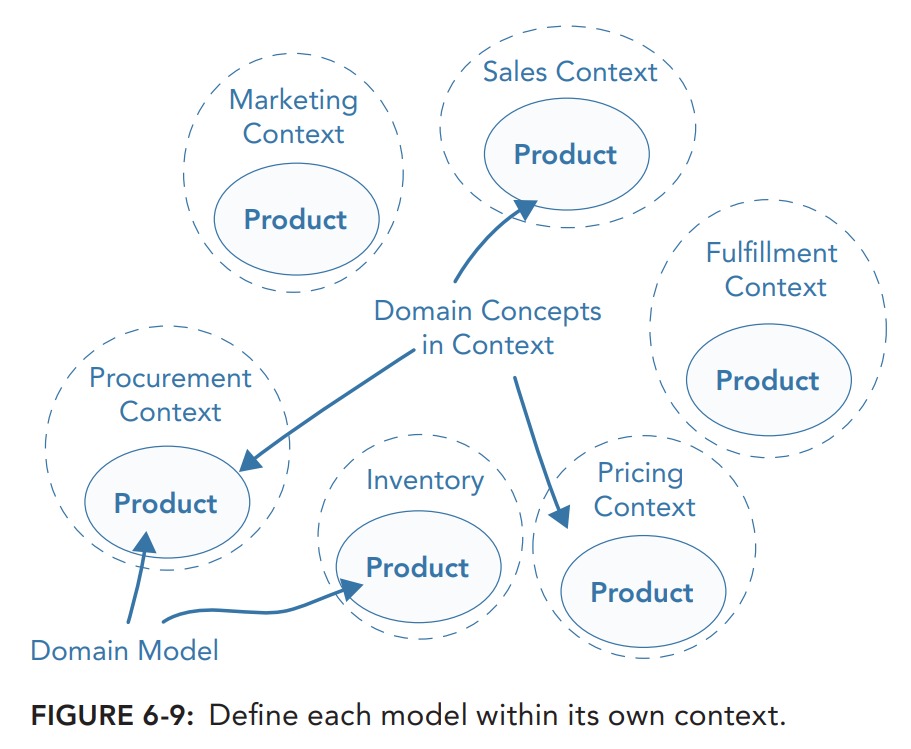 Sales Context
Product
Marketing
Context
Product
Fulfillment
Context
Product
Domain Concepts
in Context
Procurement
Context
Product
Inventory
Product
Pricing
Context
Product
Domain Model
FIGURE 6-9: Define each model within its own context.